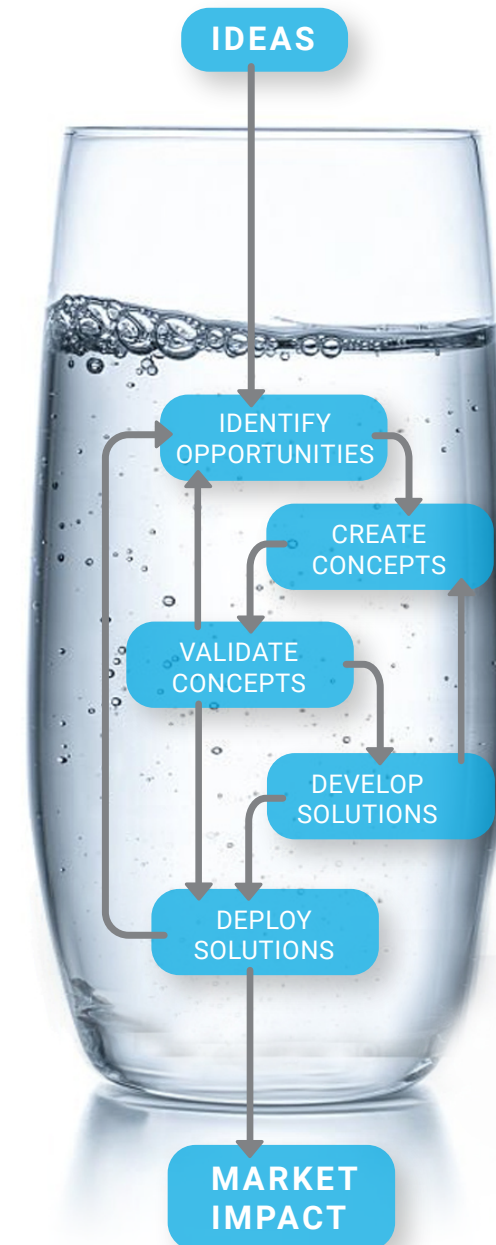 IDEAS
IDENTIFY
OPPORTUNITIES
CREATE
CONCEPTS
VALIDATE
CONCEPTS
DEVELOP
SOLUTIONS
DEPLOY
SOLUTIONS
MARKET
IMPACT